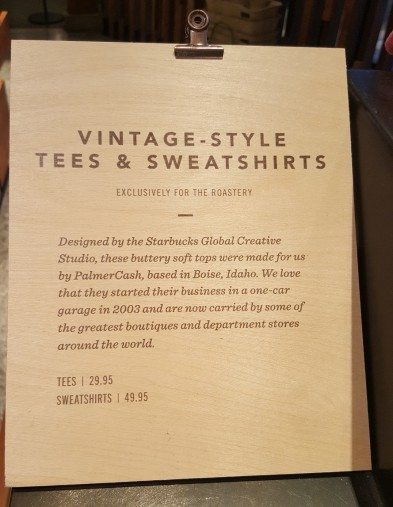 VINTAGE-STYLE
TEES & SWEATSHIRTS
EXCLUSIVELY FOR THE ROASTERY
Designed by the Starbucks Global Creative
Studio, these buttery soft tops were made for us
by PalmerCash, based in Boise, Idaho. We love
that they started their business in a one-car
garage in 2003 and are now carried by some of
the greatest boutiques and department stores
around the world.
TEES | 29.95
SWEATSHIRTS | 49.95